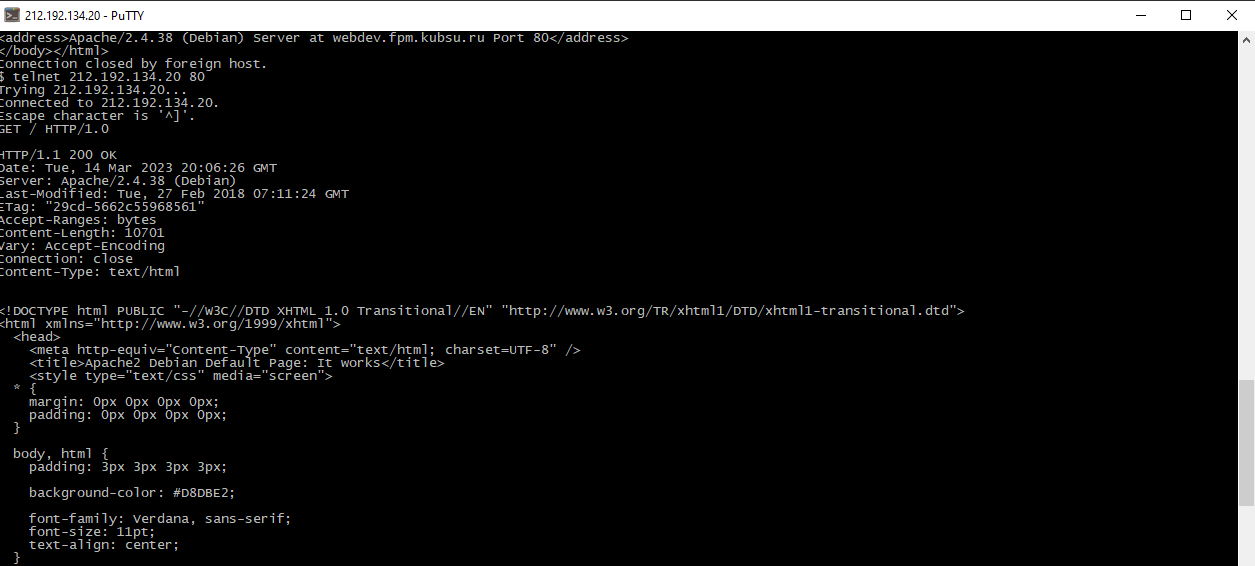 212.192.134.20 - PuTTY
<address>Apache/2.4.38 (Debian) Server at webdev.fpm.kubsu.ru Port 80</address>
</body></html>
Connection closed by foreign host.
$ telnet 212.192.134.20 80
Trying 212.192.134.20...
Connected to 212.192.134.20.
Escape character is '^]'.
GET / HTTP/1.0

HTTP/1.1 200 OK
Date: Tue, 14 Mar 2023 20:06:26 GMT
Server: Apache/2.4.38 (Debian)
Last-Modified: Tue, 27 Feb 2018 07:11:24 GMT
ETag: "29cd-5662c55968561"
Accept-Ranges: bytes
Content-Length: 10701
Vary: Accept-Encoding
Connection: close
Content-Type: text/html

<!DOCTYPE html PUBLIC "-//W3C//DTD XHTML 1.0 Transitional//EN" "http://www.w3.org/TR/xhtml1/DTD/xhtml1-transitional.dtd">
<html xmlns="http://www.w3.org/1999/xhtml">
  <head>
    <meta http-equiv="Content-Type" content="text/html; charset=UTF-8" />
    <title>Apache2 Debian Default Page: It works</title>
    <style type="text/css" media="screen">
  * {
    margin: 0px 0px 0px 0px;
    padding: 0px 0px 0px 0px;
  }

  body, html {
    padding: 3px 3px 3px 3px;

    background-color: #D8DBE2;

    font-family: Verdana, sans-serif;
    font-size: 11pt;
    text-align: center;
  }